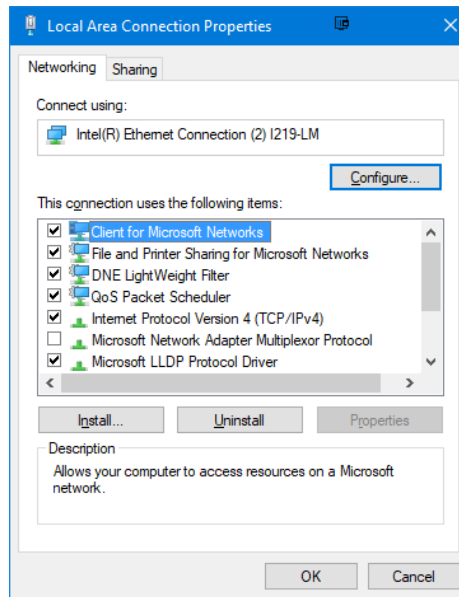 Local Area Connection Properties
Networking
Sharing
Connect using:
Intel(R) Ethernet Connection (2) I219-LM
Configure...
This connection uses the following items:
Client for Microsoft Networks
File and Printer Sharing for Microsoft Networks
DNE LightWeight Filter
QoS Packet Scheduler
Internet Protocol Version 4 (TCP/IPv4)
Microsoft Network Adapter Multiplexor Protocol
Microsoft LLDP Protocol Driver
Install...
Uninstall
Properties
Description
Allows your computer to access resources on a Microsoft
network.
OK
Cancel